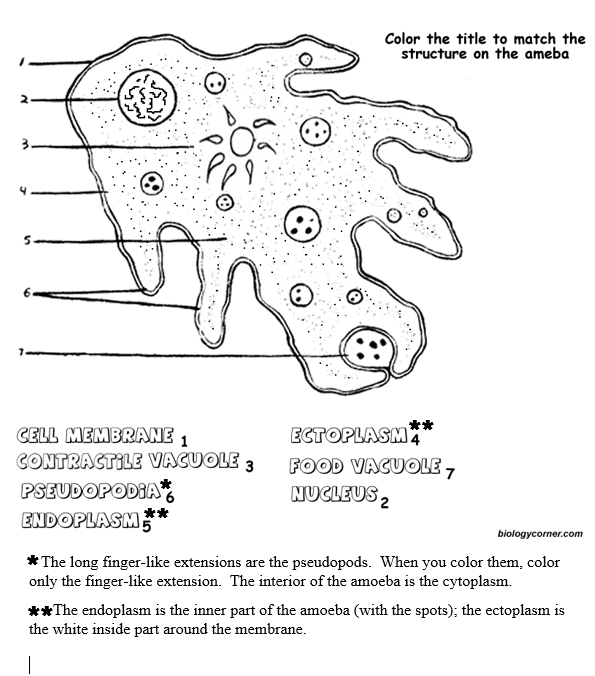 Color the title to match the
structure on the ameba
1
2
3
4
5
6
7
CELL MEMBRANE 1
CONTRACTILE VACUOLE 3
PSEUDOPODIA* 6
ENDOPLASM** 5
ECTOPLASM** 4
FOOD VACUOLE 7
NUCLEUS 2
biologycorner.com
* The long finger-like extensions are the pseudopods. When you color them, color
only the finger-like extension. The interior of the amoeba is the cytoplasm.
**The endoplasm is the inner part of the amoeba (with the spots); the ectoplasm is
the white inside part around the membrane.